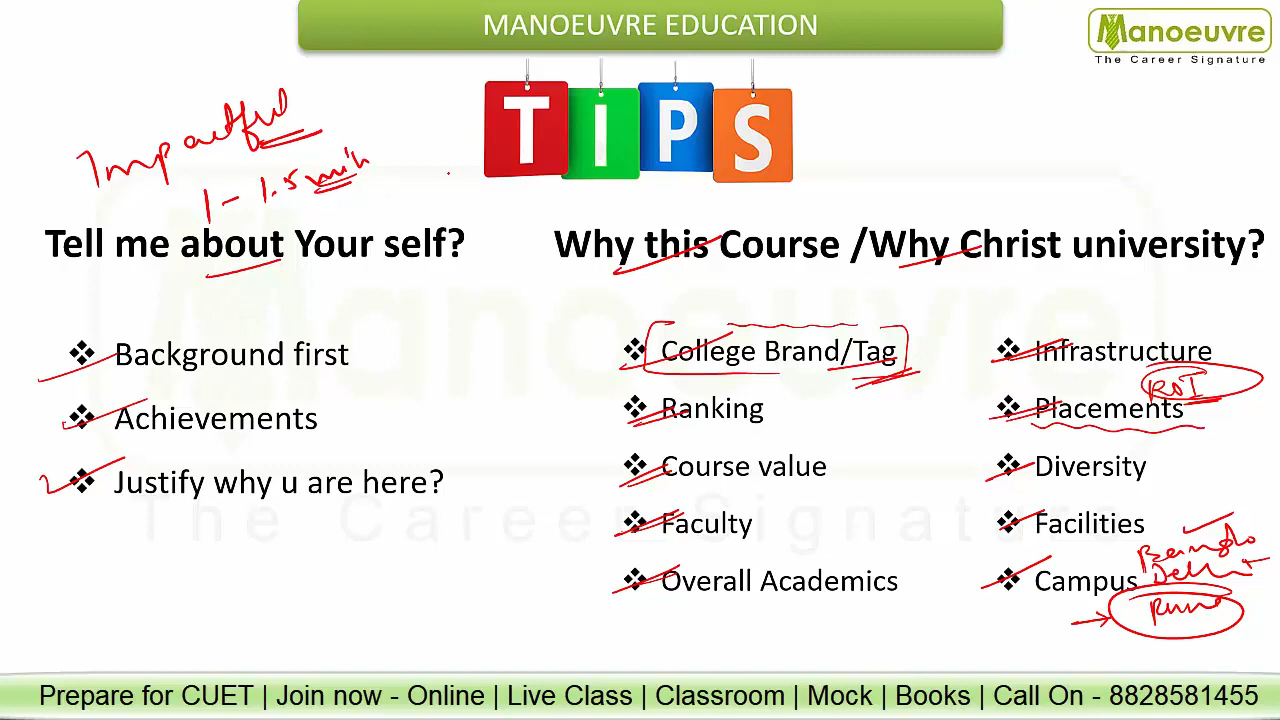 MANOEUVRE EDUCATION
Manoeuvre
The Career Signature
TIPS
Impactful
1 - 1.5 min
Tell me about Your self?
Background first
Achievements
Justify why u are here?
Why this Course /Why Christ university?
College Brand/Tag
Ranking
Course value
Faculty
Overall Academics
Infrastructure
ROI
Placements
Diversity
Facilities
Campus
Delhi
The Career Signature
Prepare for CUET | Join now - Online | Live Class | Classroom | Mock | Books | Call On - 8828581455